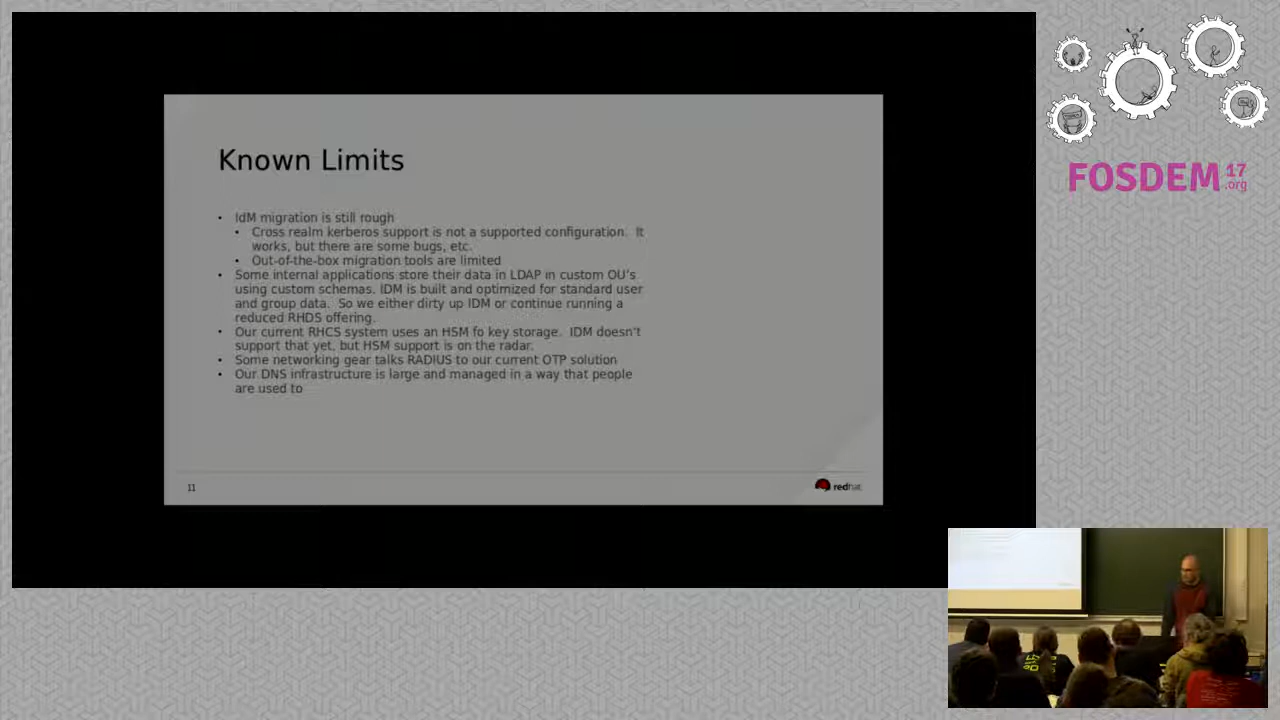 Known Limits
• IdM migration is still rough
• Cross realm kerberos support is not a supported configuration. It
works, but there are some bugs, etc.
• Out-of-the-box migration tools are limited
• Some internal applications store their data in LDAP in custom OU's
using custom schemas. IDM is built and optimized for standard user
and group data. So we either dirty up IDM or continue running a
reduced RHDS offering.
• Our current RHCS system uses an HSM fo key storage. IDM doesn't
support that yet, but HSM support is on the radar.
• Some networking gear talks RADIUS to our current OTP solution
• Our DNS infrastructure is large and managed in a way that people
are used to
11
redhat
FOSDEM 17
.org